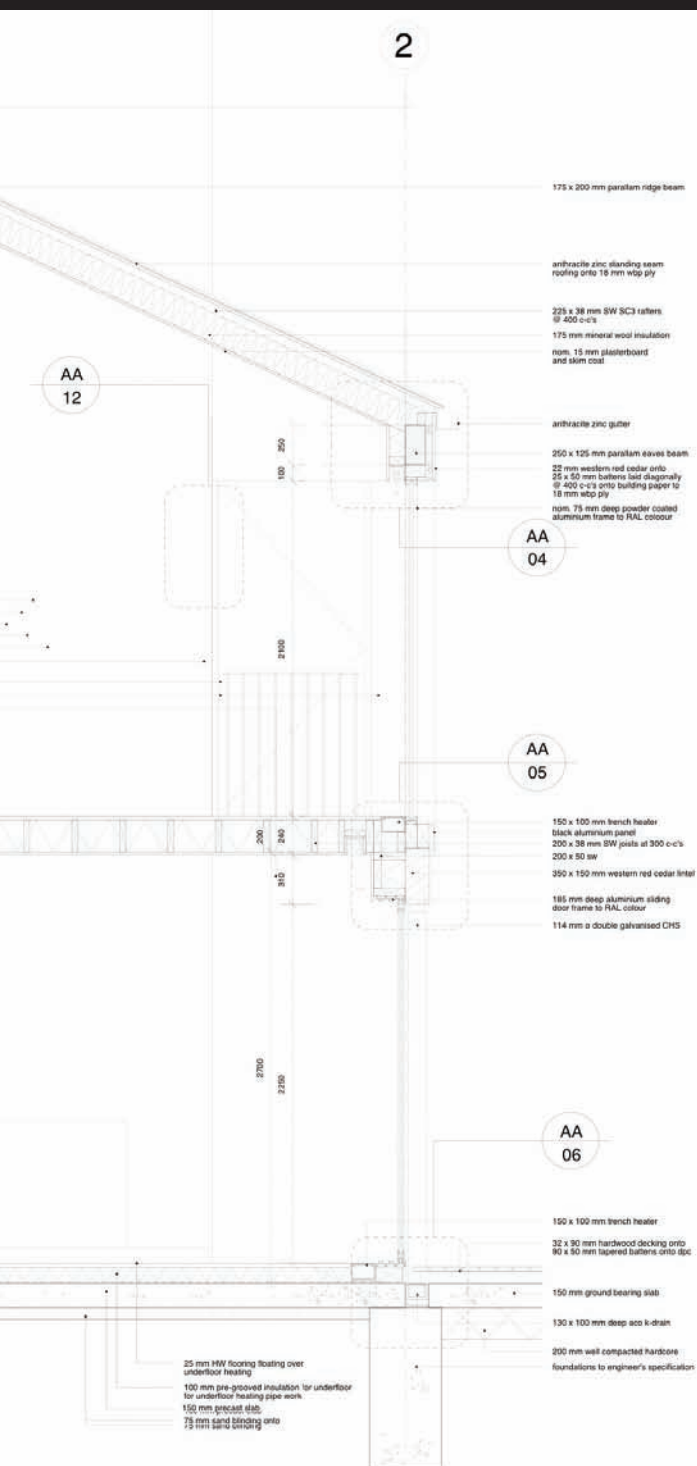 2
175 x 200 mm parallam ridge beam
anthracite zinc standing seam
roofing onto 18 mm wbp ply
225 x 38 mm SW SC3 rafters
@ 400 c-c's
175 mm mineral wool insulation
nom. 15 mm plasterboard
and skim coat
AA
12
anthracite zinc gutter
250
250 x 125 mm parallam eaves beam
100
22 mm western red cedar onto
25 x 50 mm battens laid diagonally
@ 400 c-c's onto building paper to
18 mm wbp ply
nom. 75 mm deep powder coated
aluminium frame to RAL coloour
AA
04
2100
AA
05
150 x 100 mm trench heater
black aluminium panel
200
240
200 x 38 mm SW joists at 300 c-c's
200 x 50 sw
310
350 x 150 mm western red cedar lintel
185 mm deep aluminium sliding
door frame to RAL colour
114 mm ø double galvanised CHS
2700
2250
AA
06
150 x 100 mm trench heater
32 x 90 mm hardwood decking onto
90 x 50 mm tapered battens onto dpc
150 mm ground bearing slab
130 x 100 mm deep aco k-drain
200 mm well compacted hardcore
foundations to engineer's specification
25 mm HW flooring floating over
underfloor heating
100 mm pre-grooved insulation for underfloor
for underfloor heating pipe work
150 mm precast slab
75 mm sand blinding onto
75 mm sand blinding